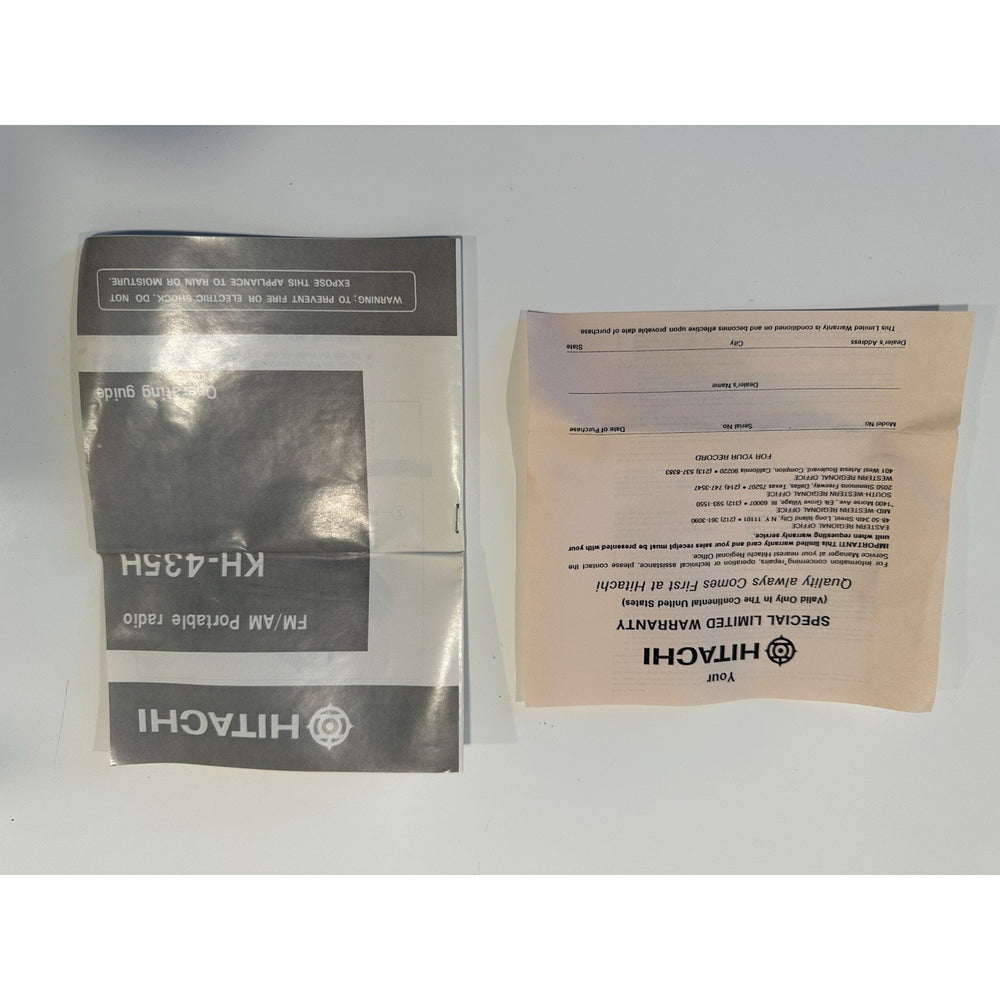 HITACHI
FM/AM Portable radio
KH-435H
Operating guide
WARNING; TO PREVENT FIRE OR ELECTRIC SHOCK, DO NOT
EXPOSE THIS APPLIANCE TO RAIN OR MOISTURE.
Your
HITACHI
SPECIAL LIMITED WARRANTY
(Valid Only In The Continental United States)
Quality always Comes First at Hitachi
For information concerning repairs, operation or technical assistance, please contact the
Service Manager at your nearest Hitachi Regional Office
IMPORTANT! This limited warranty card and your sales receipt must be presented with your
unit when requesting warranty service.
EASTERN REGIONAL OFFICE
48-50 34th Street, Long Island City, N.Y. 11101 • (212) 361-3090
MID-WESTERN REGIONAL OFFICE
1400 Morse Ave., Elk Grove Village, Ill. 60007 • (312) 593-1550
SOUTH-WESTERN REGIONAL OFFICE
2050 Stemmons Freeway, Dallas, Texas 75207 • (214) 747-3547
WESTERN REGIONAL OFFICE
401 West Artesia Boulevard, Compton, California 90220 • (213) 537-8383
FOR YOUR RECORD
Model No Serial No Date of Purchase
Dealer's Name
Dealer's Address City State
This Limited Warranty is conditioned on and becomes effective upon provable date of purchase.